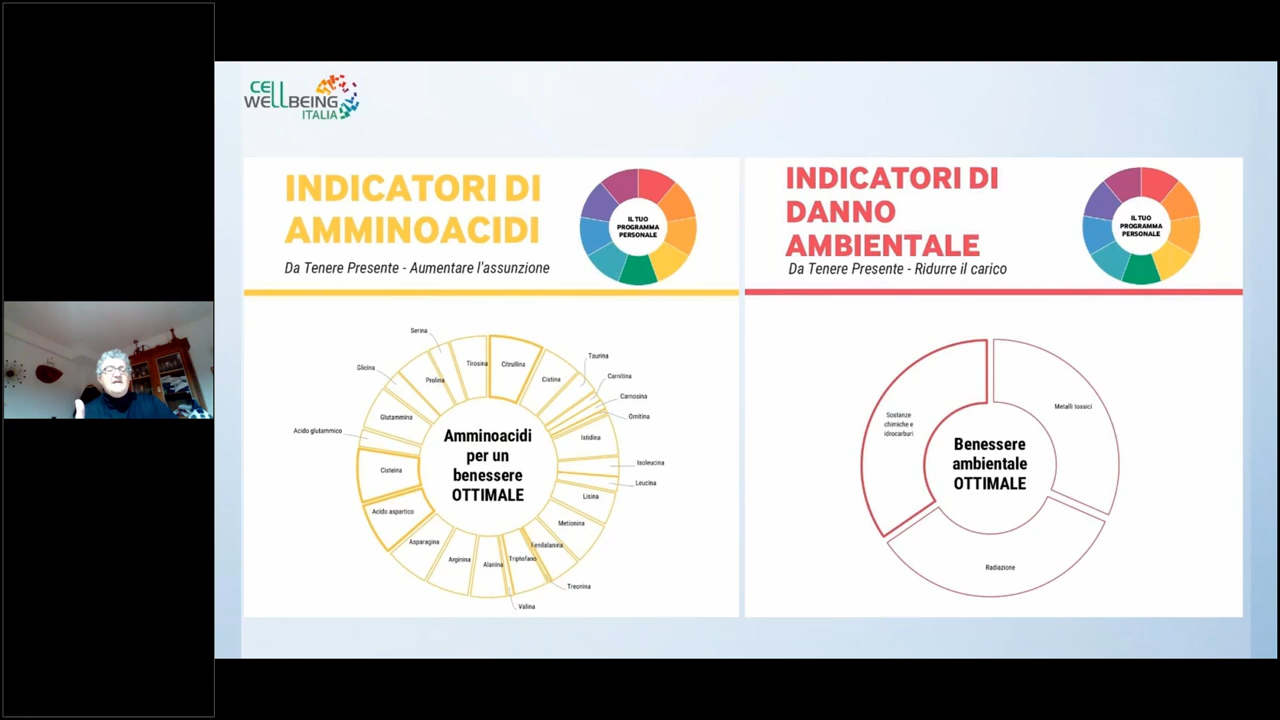 CELL
WELLBEING
ITALIA
INDICATORI DI
AMMINOACIDI
Da Tenere Presente - Aumentare l'assunzione
IL TUO
PROGRAMMA
PERSONALE
Serina
Tirosina
Citrullina
Cistina
Taurina
Carnitina
Carnosina
Ornitina
Istidina
Isoleucina
Leucina
Lisina
Metionina
Fenilalanina
Treonina
Triptofano
Valina
Alanina
Arginina
Asparagina
Acido aspartico
Cisteina
Acido glutammico
Glutammina
Glicina
Prolina
Amminoacidi
per un
benessere
OTTIMALE
INDICATORI DI
DANNO
AMBIENTALE
Da Tenere Presente - Ridurre il carico
IL TUO
PROGRAMMA
PERSONALE
Sostanze
chimiche e
idrocarburi
Metalli tossici
Radiazione
Benessere
ambientale
OTTIMALE